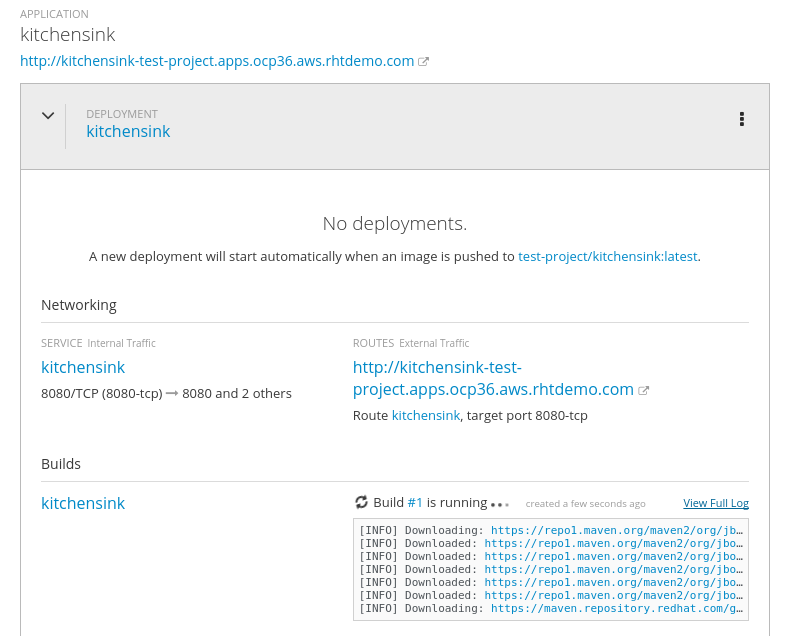 APPLICATION
kitchensink
http://kitchensink-test-project.apps.ocp36.aws.rhtdemo.com
DEPLOYMENT
kitchensink
No deployments.
A new deployment will start automatically when an image is pushed to test-project/kitchensink:latest.
Networking
SERVICE Internal Traffic
kitchensink
8080/TCP (8080-tcp) → 8080 and 2 others
ROUTES External Traffic
http://kitchensink-test-
project.apps.ocp36.aws.rhtdemo.com
Route kitchensink, target port 8080-tcp
Builds
kitchensink
Build #1 is running created a few seconds ago View Full Log
[INFO] Downloading: https://repo1.maven.org/maven2/org/jb…
[INFO] Downloaded: https://repo1.maven.org/maven2/org/jbo…
[INFO] Downloaded: https://repo1.maven.org/maven2/org/jbo…
[INFO] Downloaded: https://repo1.maven.org/maven2/org/jbo…
[INFO] Downloaded: https://repo1.maven.org/maven2/org/jbo…
[INFO] Downloaded: https://repo1.maven.org/maven2/org/jbo…
[INFO] Downloading: https://maven.repository.redhat.com/g…